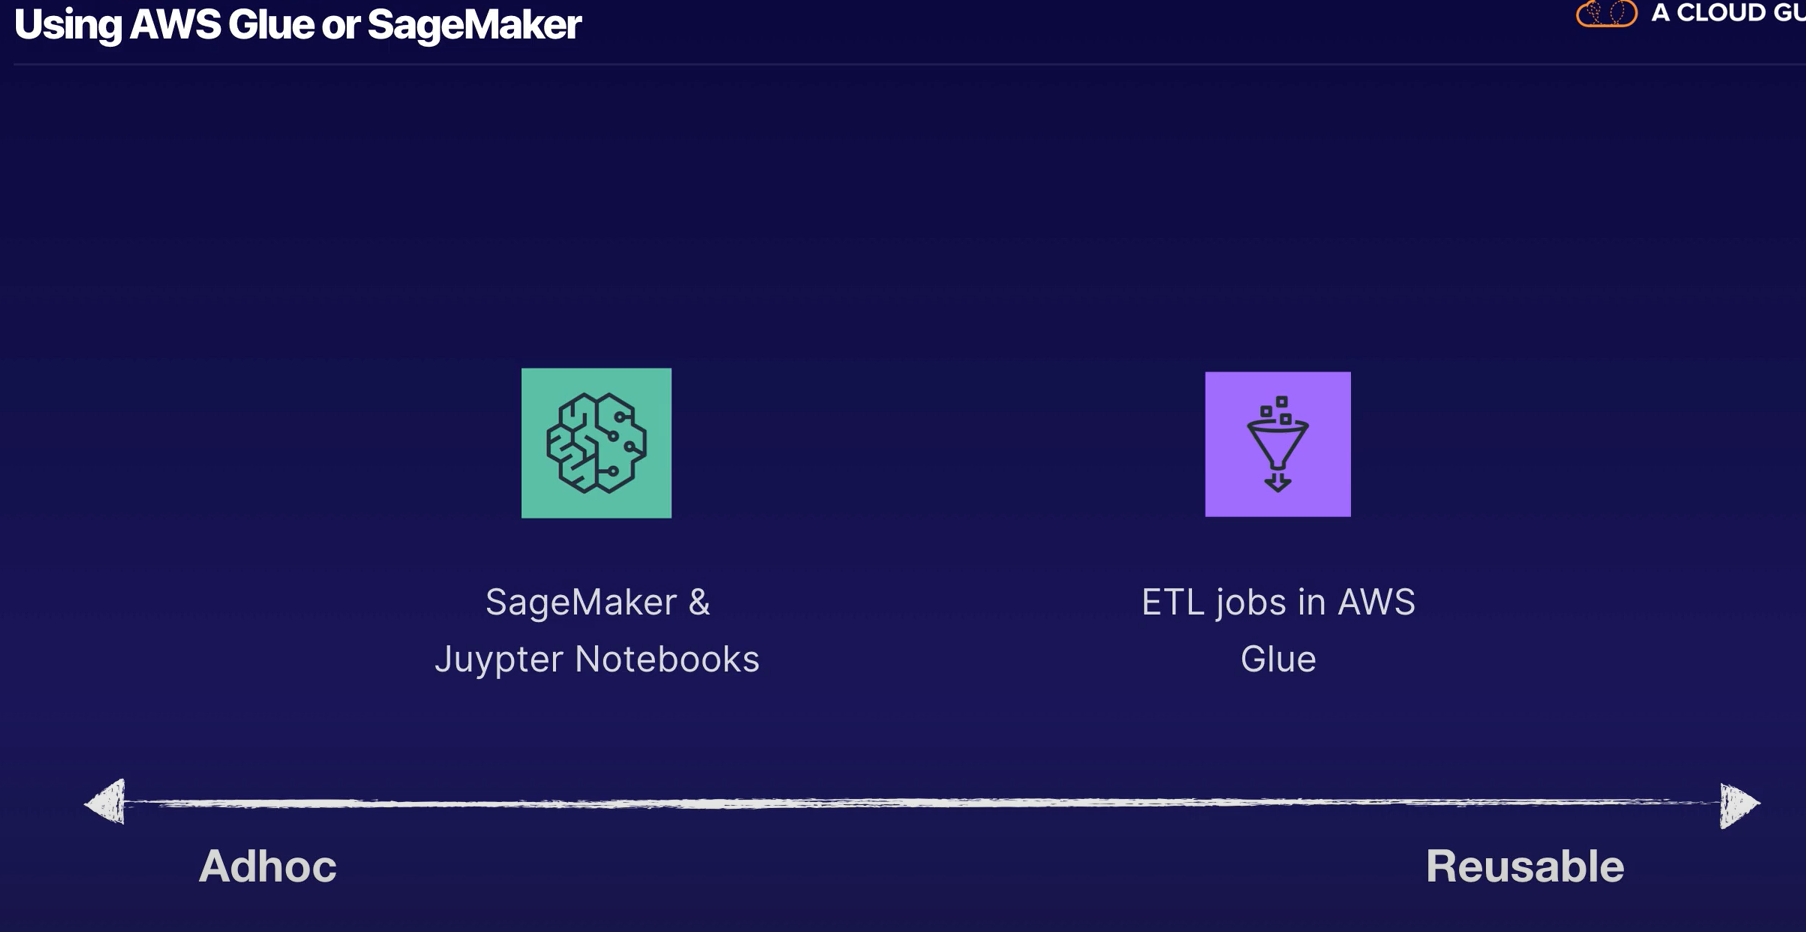 Using AWS Glue or SageMaker
A CLOUD GU
SageMaker &
Juypter Notebooks
ETL jobs in AWS
Glue
Adhoc
Reusable